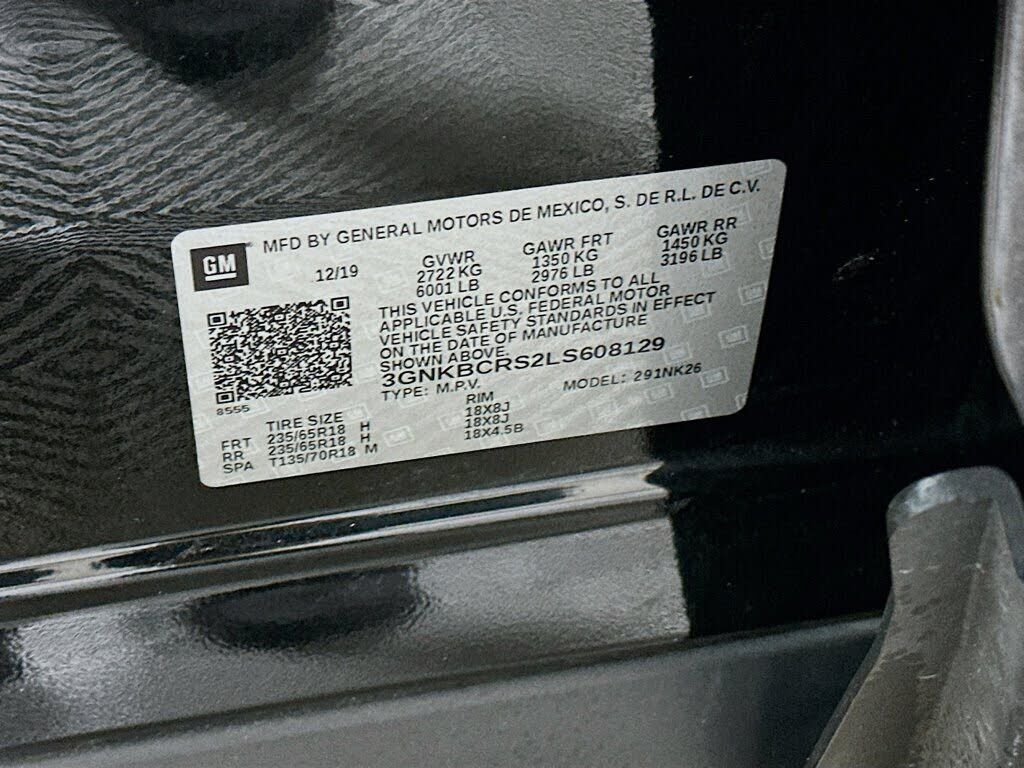 GM
MFD BY GENERAL MOTORS DE MEXICO, S. DE R.L. DE C.V.
12/19 GVWR GAWR FRT GAWR RR
2722 KG 1350 KG 1450 KG
6001 LB 2976 LB 3196 LB
THIS VEHICLE CONFORMS TO ALL
APPLICABLE U.S. FEDERAL MOTOR
VEHICLE SAFETY STANDARDS IN EFFECT
ON THE DATE OF MANUFACTURE
SHOWN ABOVE.
3GNKBCRS2LS608129
TYPE: M.P.V. MODEL: 291NK26
8555
TIRE SIZE RIM
FRT 235/65R18 H 18X8J
RR 235/65R18 H 18X8J
SPA T135/70R18 M 18X4.5B